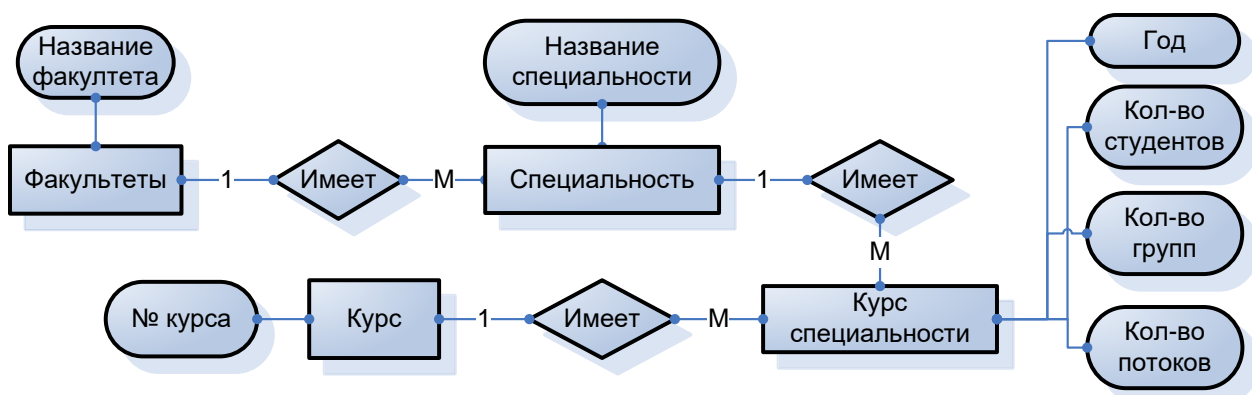 Название
факултета
Название
специальности
Год
Кол-во
студентов
Факультеты
1
Имеет
М
Специальность
1
Имеет
Кол-во
групп
М
№ курса
Курс
1
Имеет
М
Курс
специальности
Кол-во
потоков